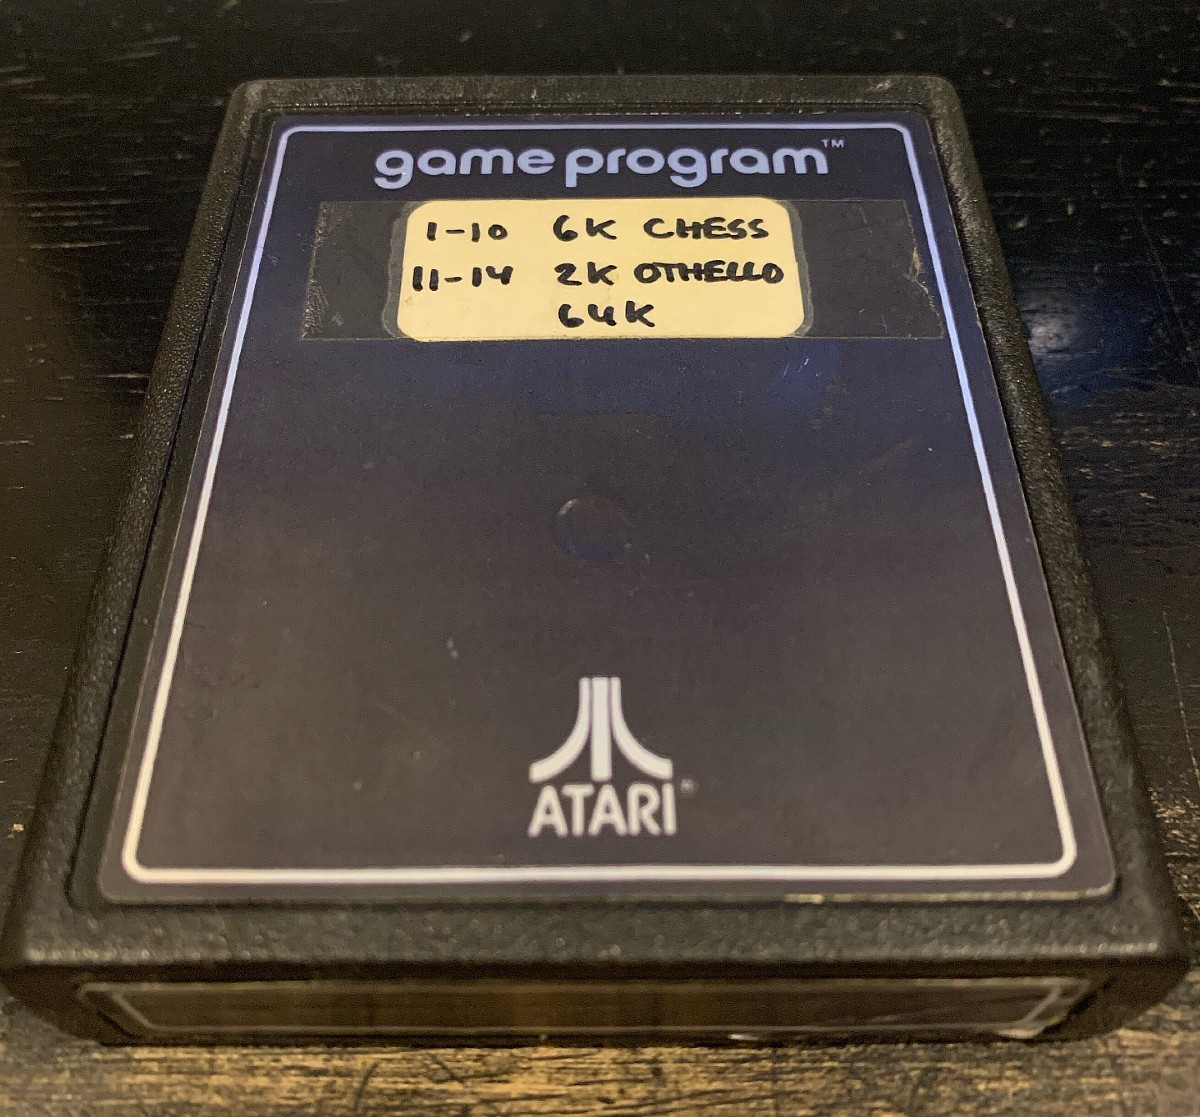 game program™
1-10 6K CHESS
11-14 2K OTHELLO
64K
ATARI®